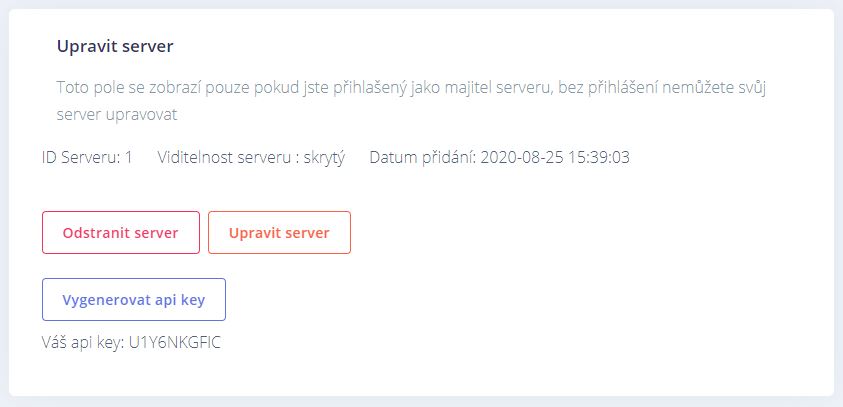 Upravit server
Toto pole se zobrazí pouze pokud jste přihlašený jako majitel serveru, bez přihlášení nemůžete svůj
server upravovat
ID Serveru: 1 Viditelnost serveru : skrytý Datum přidání: 2020-08-25 15:39:03
Odstranit server Upravit server
Vygenerovat api key
Váš api key: U1Y6NKGFIC